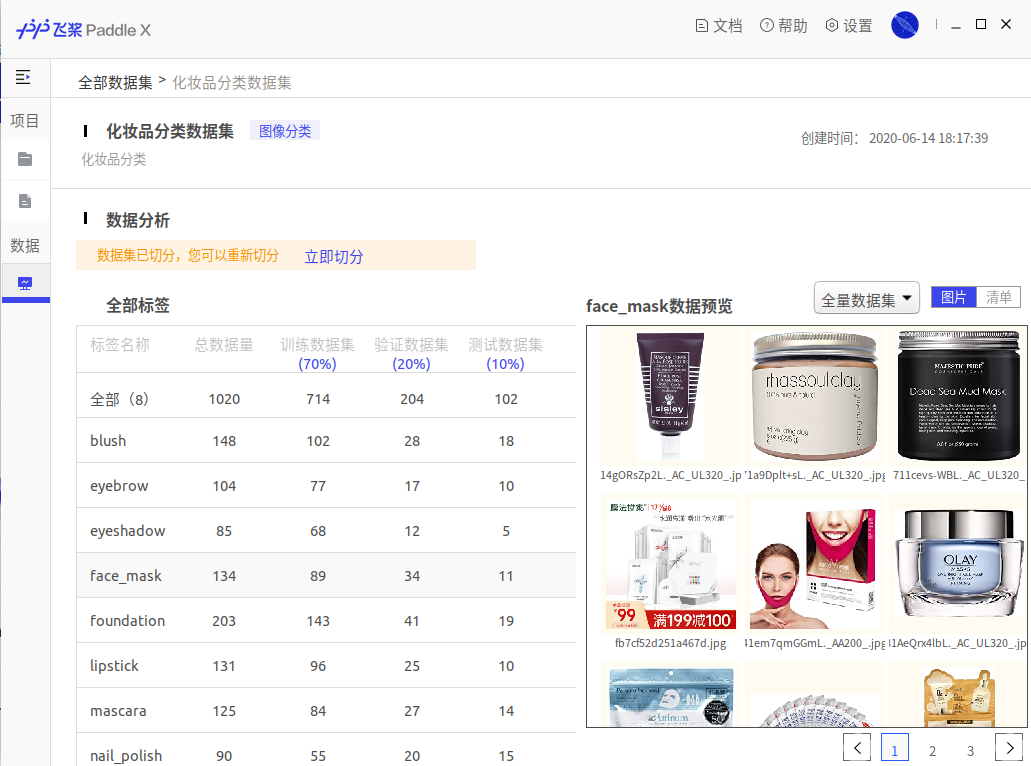 飞桨 Paddle X
文档 帮助 设置
全部数据集 > 化妆品分类数据集
项目
数据
化妆品分类数据集 图像分类
化妆品分类
创建时间： 2020-06-14 18:17:39
数据分析
数据集已切分，您可以重新切分 立即切分
全部标签
标签名称 总数据量 训练数据集 验证数据集 测试数据集
(70%) (20%) (10%)
全部（8） 1020 714 204 102
blush 148 102 28 18
eyebrow 104 77 17 10
eyeshadow 85 68 12 5
face_mask 134 89 34 11
foundation 203 143 41 19
lipstick 131 96 25 10
mascara 125 84 27 14
nail_polish 90 55 20 15
face_mask数据预览 全量数据集 图片 清单
sisley
rhassoul clay
MAJESTIC PURE
Dead Sea Mud Mask
14gORsZp2L._AC_UL320_.jp
71a9Dplt+sL._AC_UL320_.jpg
711cevs-WBL._AC_UL320_
99
满199减100
OLAY
fb7cf52d251a467d.jpg
41em7qmGGmL._AA200_.jpg
81AeQrx4lbL._AC_UL320_.jp
1 2 3